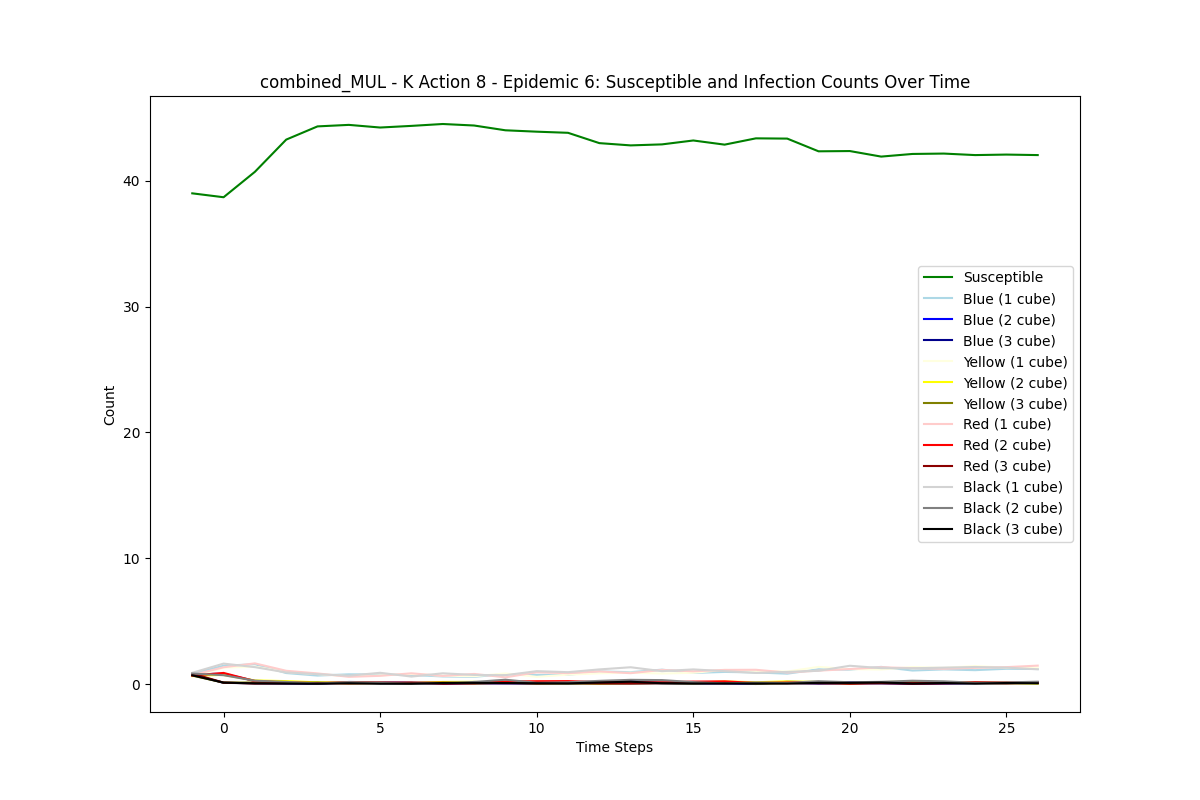 combined_MUL - K Action 8 - Epidemic 6: Susceptible and Infection Counts Over Time
Count
40
30
20
10
0
Susceptible
Blue (1 cube)
Blue (2 cube)
Blue (3 cube)
Yellow (1 cube)
Yellow (2 cube)
Yellow (3 cube)
Red (1 cube)
Red (2 cube)
Red (3 cube)
Black (1 cube)
Black (2 cube)
Black (3 cube)
0 5 10 15 20 25
Time Steps